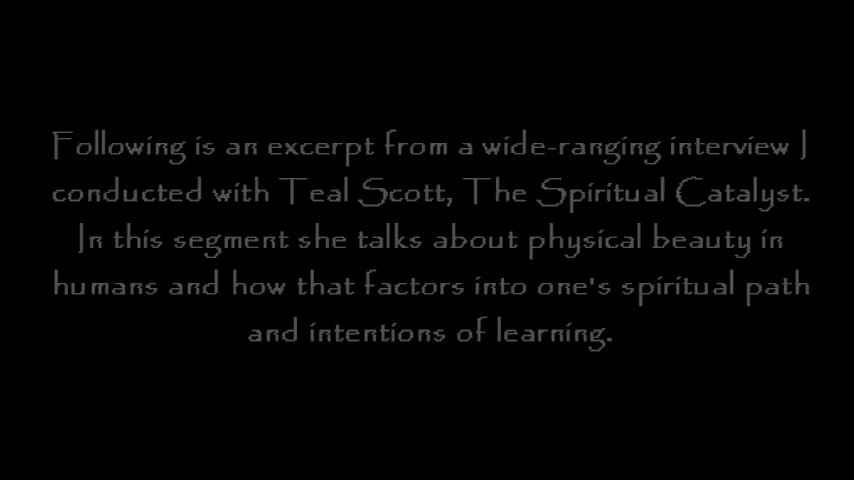 Following is an excerpt from a wide-ranging interview I
conducted with Teal Scott, The Spiritual Catalyst.
In this segment she talks about physical beauty in
humans and how that factors into one's spiritual path
and intentions of learning.